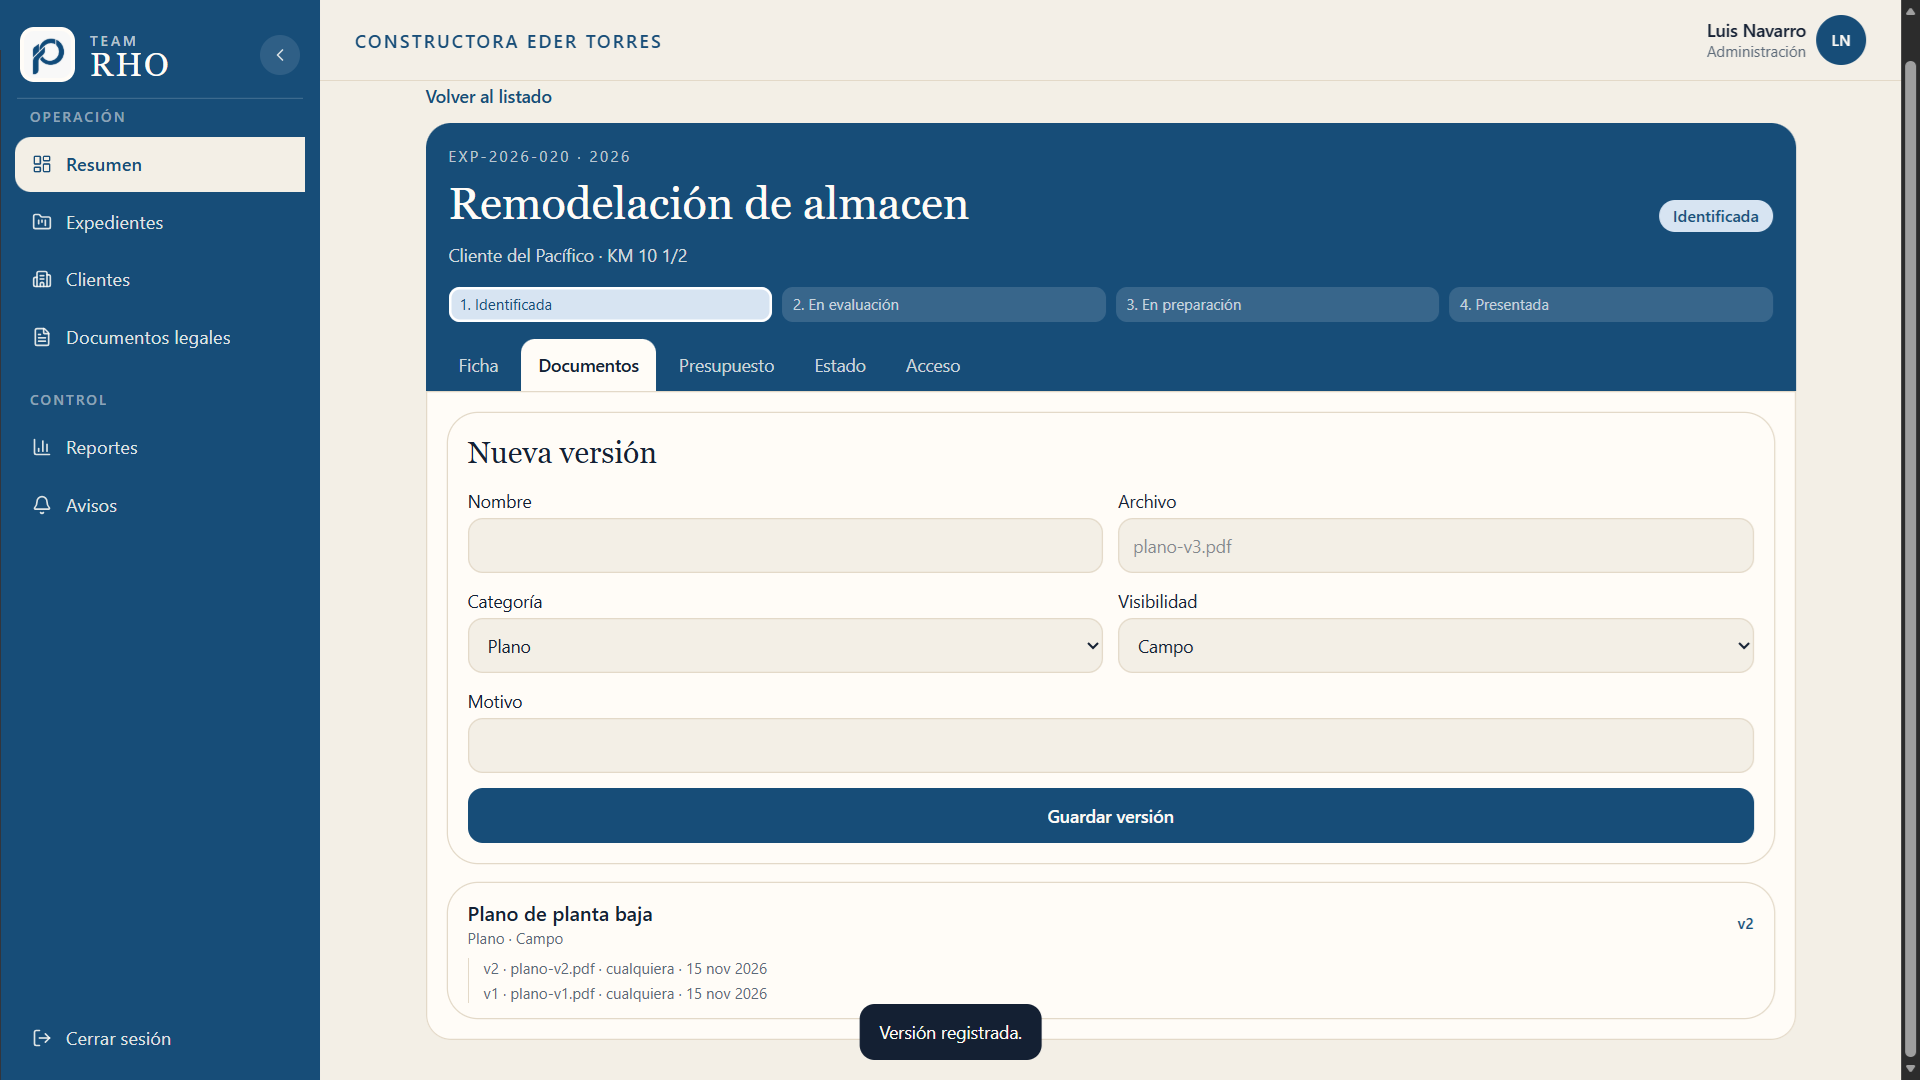 TEAM
RHO
OPERACIÓN
Resumen
Expedientes
Clientes
Documentos legales
CONTROL
Reportes
Avisos
Cerrar sesión
CONSTRUCTORA EDER TORRES
Luis Navarro
Administración
LN
Volver al listado
EXP-2026-020 · 2026
Remodelación de almacen
Cliente del Pacífico · KM 10 1/2
Identificada
1. Identificada
2. En evaluación
3. En preparación
4. Presentada
Ficha
Documentos
Presupuesto
Estado
Acceso
Nueva versión
Nombre
Archivo
plano-v3.pdf
Categoría
Visibilidad
Plano
Campo
Motivo
Guardar versión
Plano de planta baja
Plano · Campo
v2
v2 · plano-v2.pdf · cualquiera · 15 nov 2026
v1 · plano-v1.pdf · cualquiera · 15 nov 2026
Versión registrada.